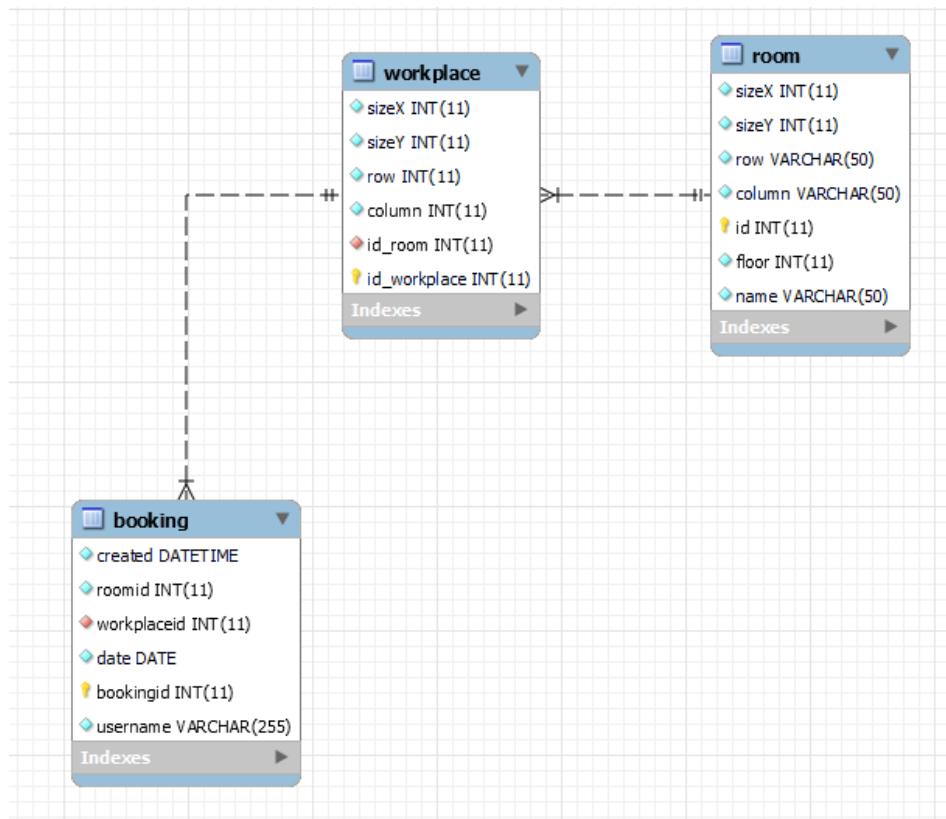 workplace
sizeX INT(11)
sizeY INT(11)
row INT(11)
column INT(11)
id_room INT(11)
id_workplace INT(11)
Indexes
room
sizeX INT(11)
sizeY INT(11)
row VARCHAR(50)
column VARCHAR(50)
id INT(11)
floor INT(11)
name VARCHAR(50)
Indexes
booking
created DATETIME
roomid INT(11)
workplaceid INT(11)
date DATE
bookingid INT(11)
username VARCHAR(255)
Indexes